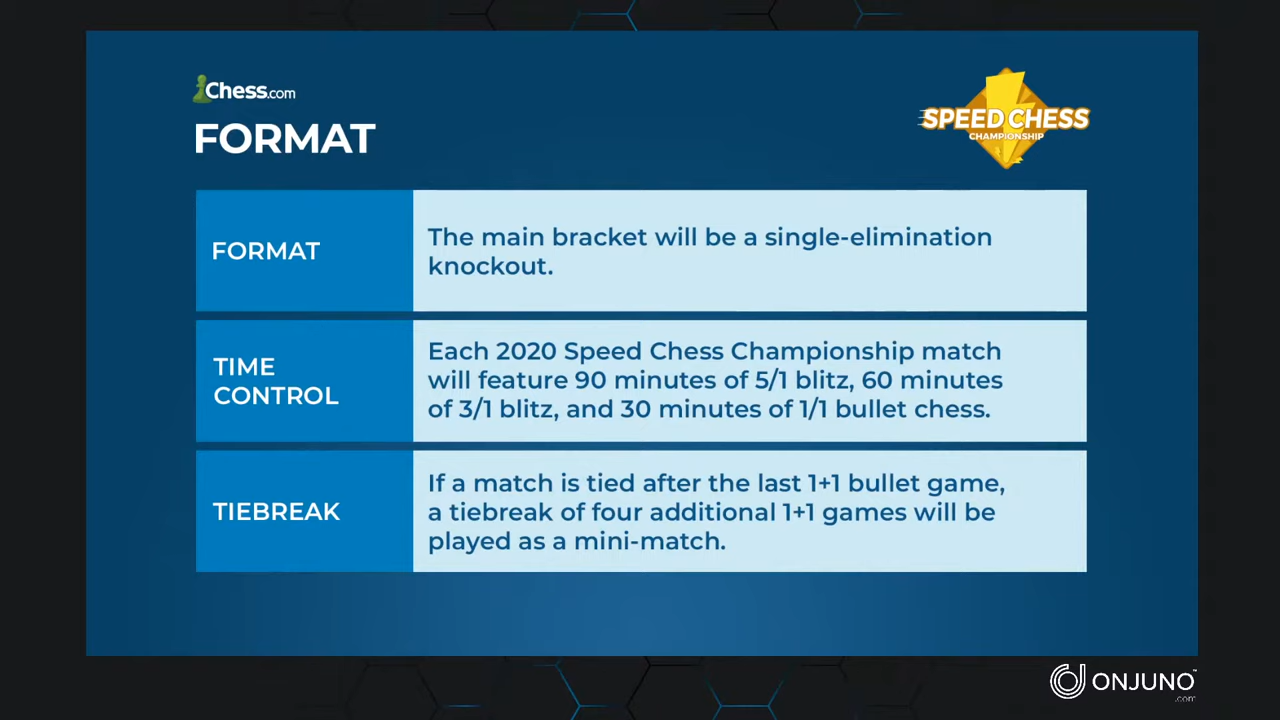 Chess.com
FORMAT
SPEED CHESS
CHAMPIONSHIP
FORMAT
The main bracket will be a single-elimination
knockout.
TIME
CONTROL
Each 2020 Speed Chess Championship match
will feature 90 minutes of 5/1 blitz, 60 minutes
of 3/1 blitz, and 30 minutes of 1/1 bullet chess.
TIEBREAK
If a match is tied after the last 1+1 bullet game,
a tiebreak of four additional 1+1 games will be
played as a mini-match.
ONJUNO™
.com